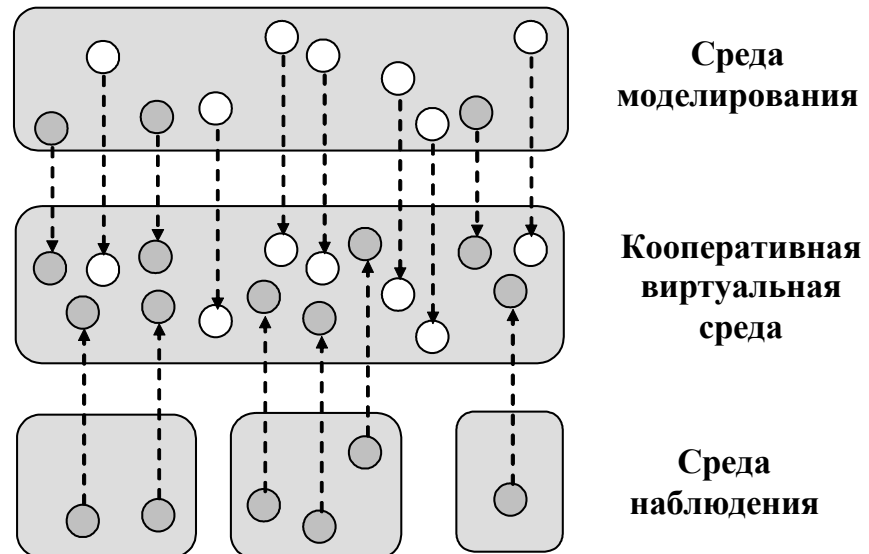 Среда
моделирования
Кооперативная
виртуальная
среда
Среда
наблюдения